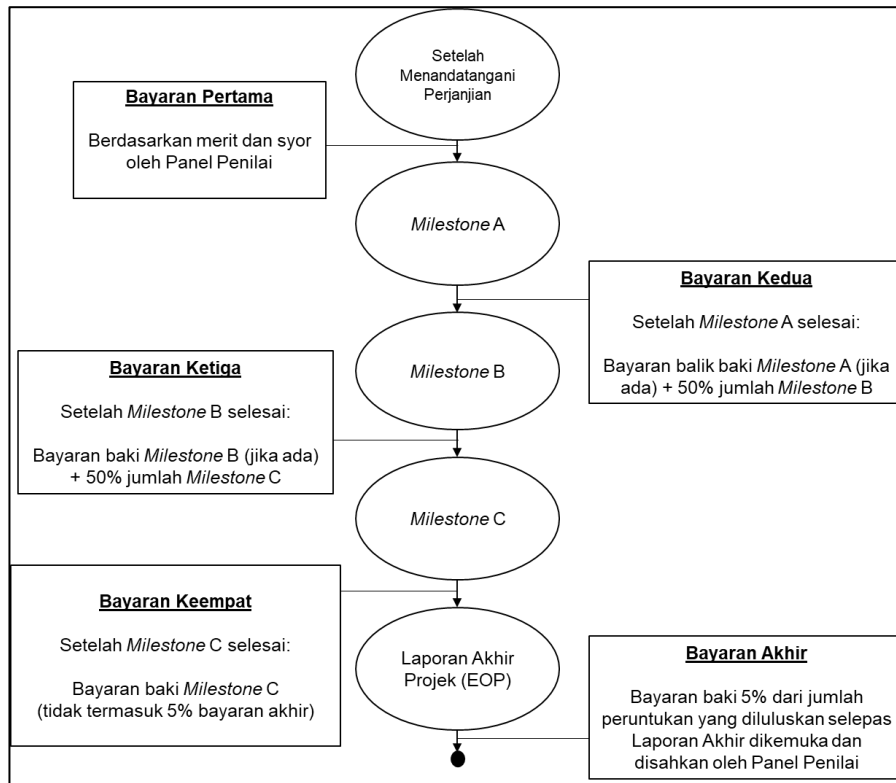 Setelah
Menandatangani
Perjanjian
Bayaran Pertama
Berdasarkan merit dan syor
oleh Panel Penilai
Milestone A
Bayaran Kedua
Setelah Milestone A selesai:
Bayaran balik baki Milestone A (jika
ada) + 50% jumlah Milestone B
Milestone B
Bayaran Ketiga
Setelah Milestone B selesai:
Bayaran baki Milestone B (jika ada)
+ 50% jumlah Milestone C
Milestone C
Bayaran Keempat
Setelah Milestone C selesai:
Bayaran baki Milestone C
(tidak termasuk 5% bayaran akhir)
Laporan Akhir
Projek (EOP)
Bayaran Akhir
Bayaran baki 5% dari jumlah
peruntukan yang diluluskan selepas
Laporan Akhir dikemuka dan
disahkan oleh Panel Penilai